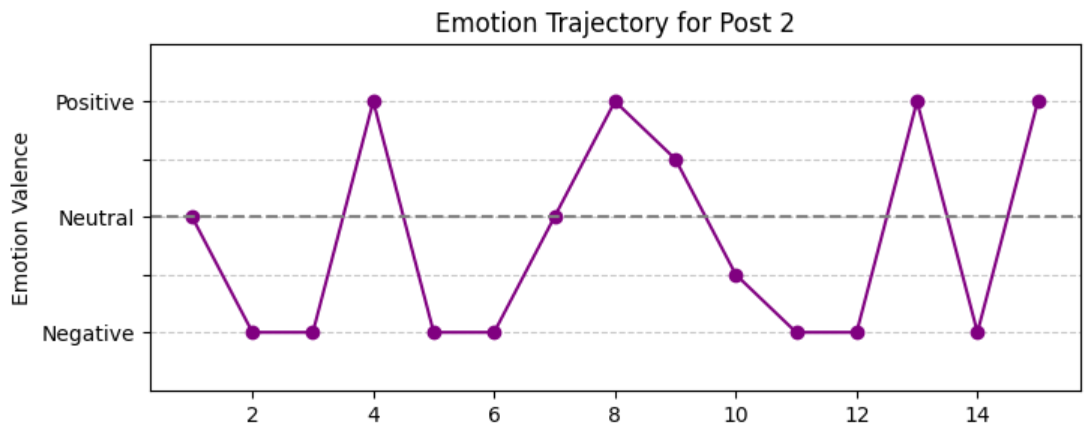 Emotion Trajectory for Post 2
Emotion Valence
Positive
Neutral
Negative
2 4 6 8 10 12 14